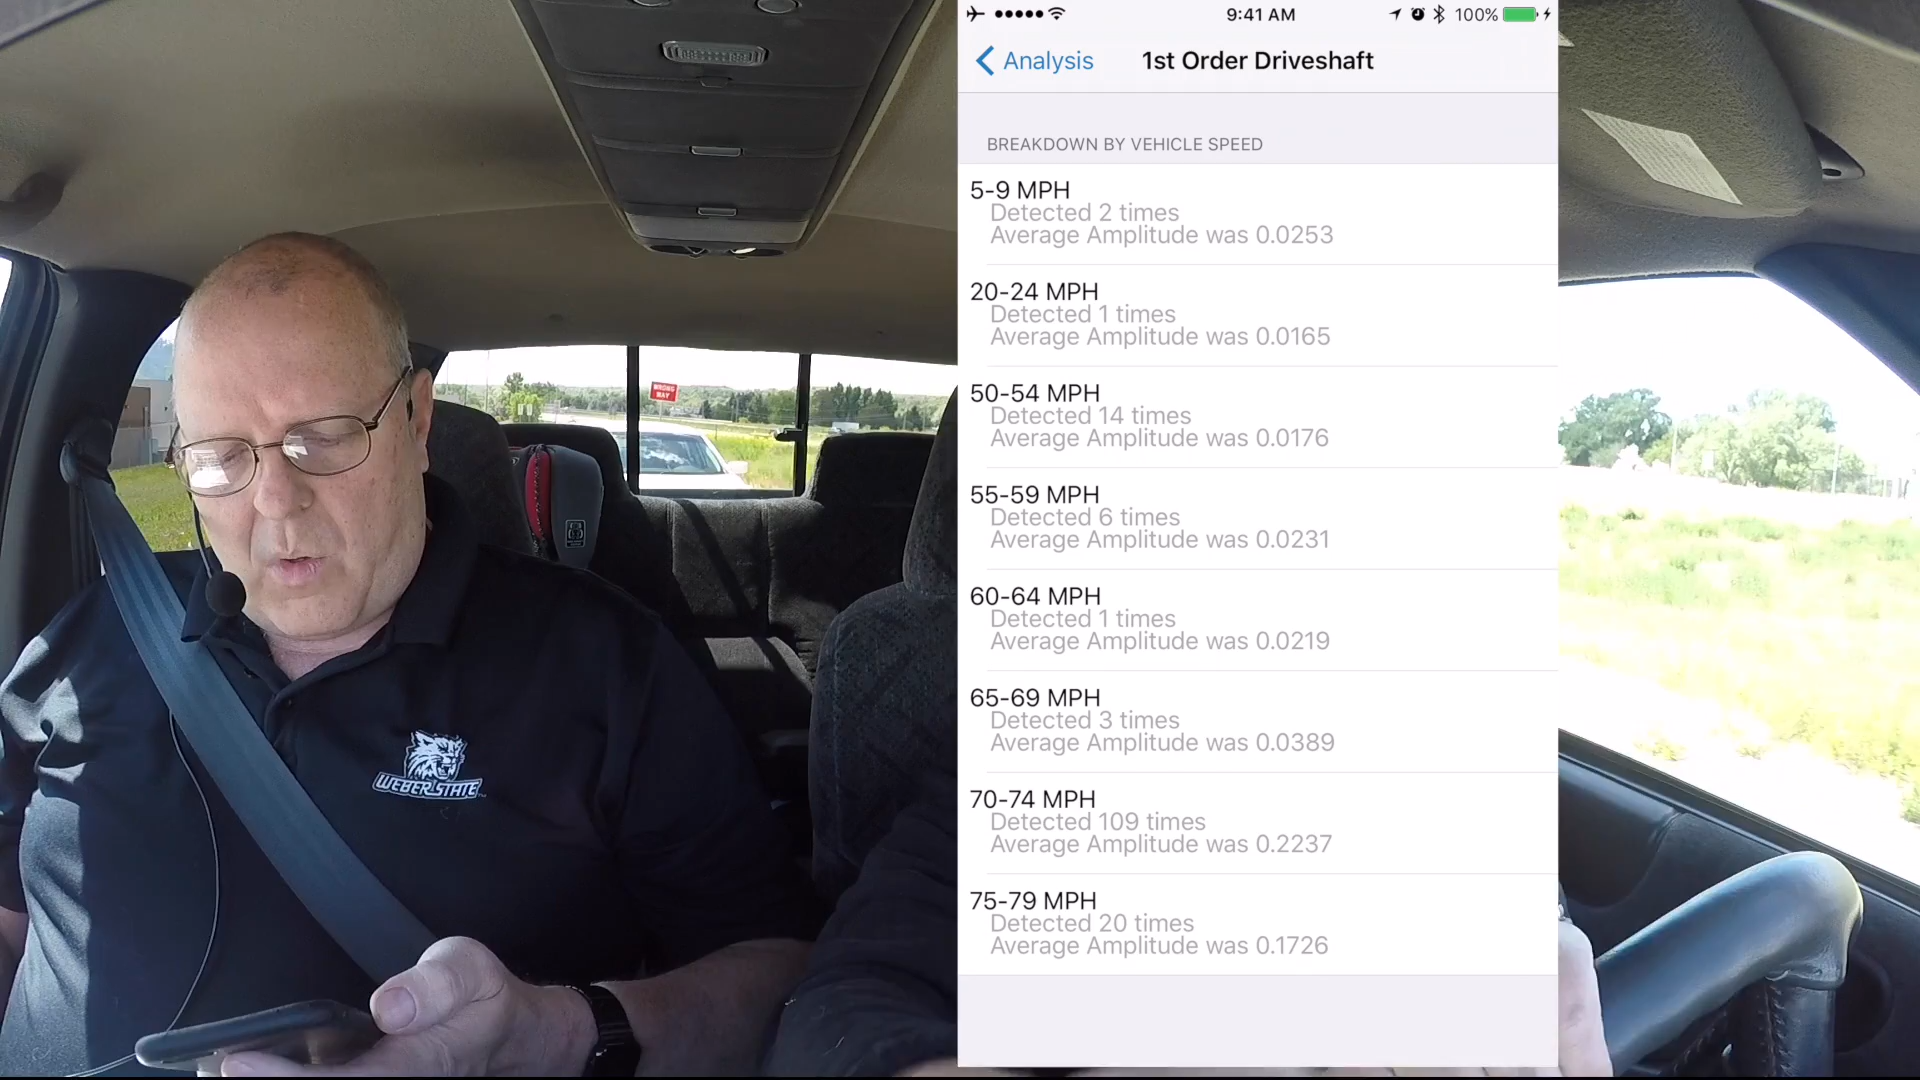 9:41 AM
100%
Analysis
1st Order Driveshaft
BREAKDOWN BY VEHICLE SPEED
5-9 MPH
Detected 2 times
Average Amplitude was 0.0253
20-24 MPH
Detected 1 times
Average Amplitude was 0.0165
50-54 MPH
Detected 14 times
Average Amplitude was 0.0176
55-59 MPH
Detected 6 times
Average Amplitude was 0.0231
60-64 MPH
Detected 1 times
Average Amplitude was 0.0219
65-69 MPH
Detected 3 times
Average Amplitude was 0.0389
70-74 MPH
Detected 109 times
Average Amplitude was 0.2237
75-79 MPH
Detected 20 times
Average Amplitude was 0.1726
WRONG
WAY
WEBER STATE